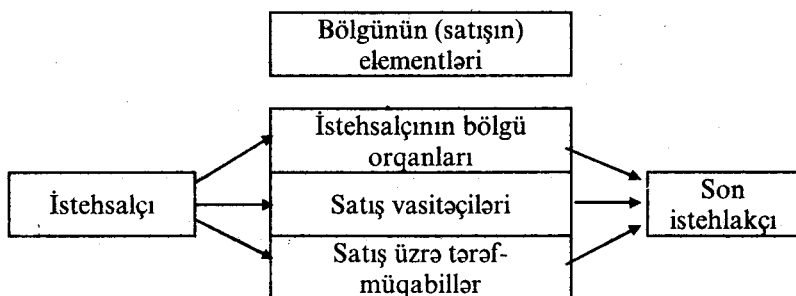 Bölgünün (satışın)
elementləri
İstehsalçının bölgü
orqanları
İstehsalçı
Satış vasitəçiləri
Son
istehlakçı
Satış üzrə tərəf-
müqabillər